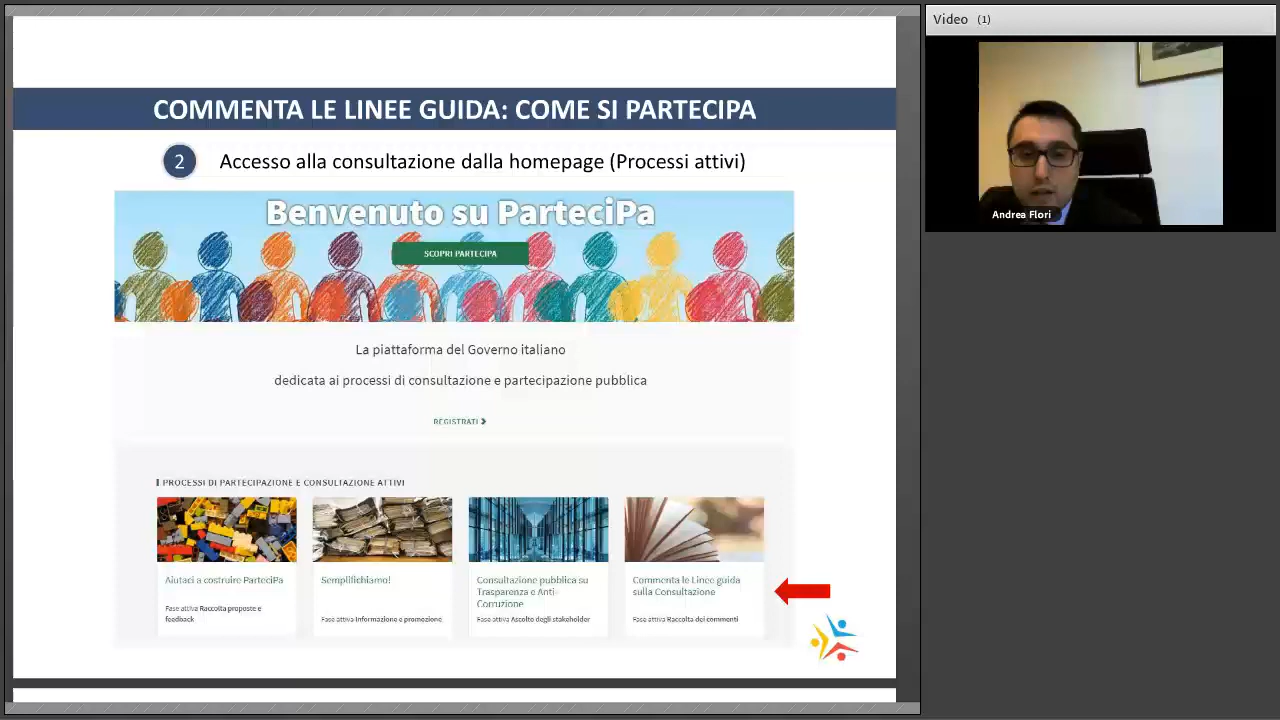 Video (1)
Andrea Flori
COMMENTA LE LINEE GUIDA: COME SI PARTECIPA
2 Accesso alla consultazione dalla homepage (Processi attivi)
Benvenuto su ParteciPa
SCOPRI PARTECIPA
La piattaforma del Governo italiano
dedicata ai processi di consultazione e partecipazione pubblica
REGISTRATI
PROCESSI DI PARTECIPAZIONE E CONSULTAZIONE ATTIVI
Aiutaci a costruire ParteciPa
Fase attiva Raccolta proposte e
feedback
Semplifichiamo!
Fase attiva Informazione e promozione
Consultazione pubblica su
Trasparenza e Anti-
Corruzione
Fase attiva Ascolto degli stakeholder
Commenta le Linee guida
sulla Consultazione
Fase attiva Raccolta dei commenti